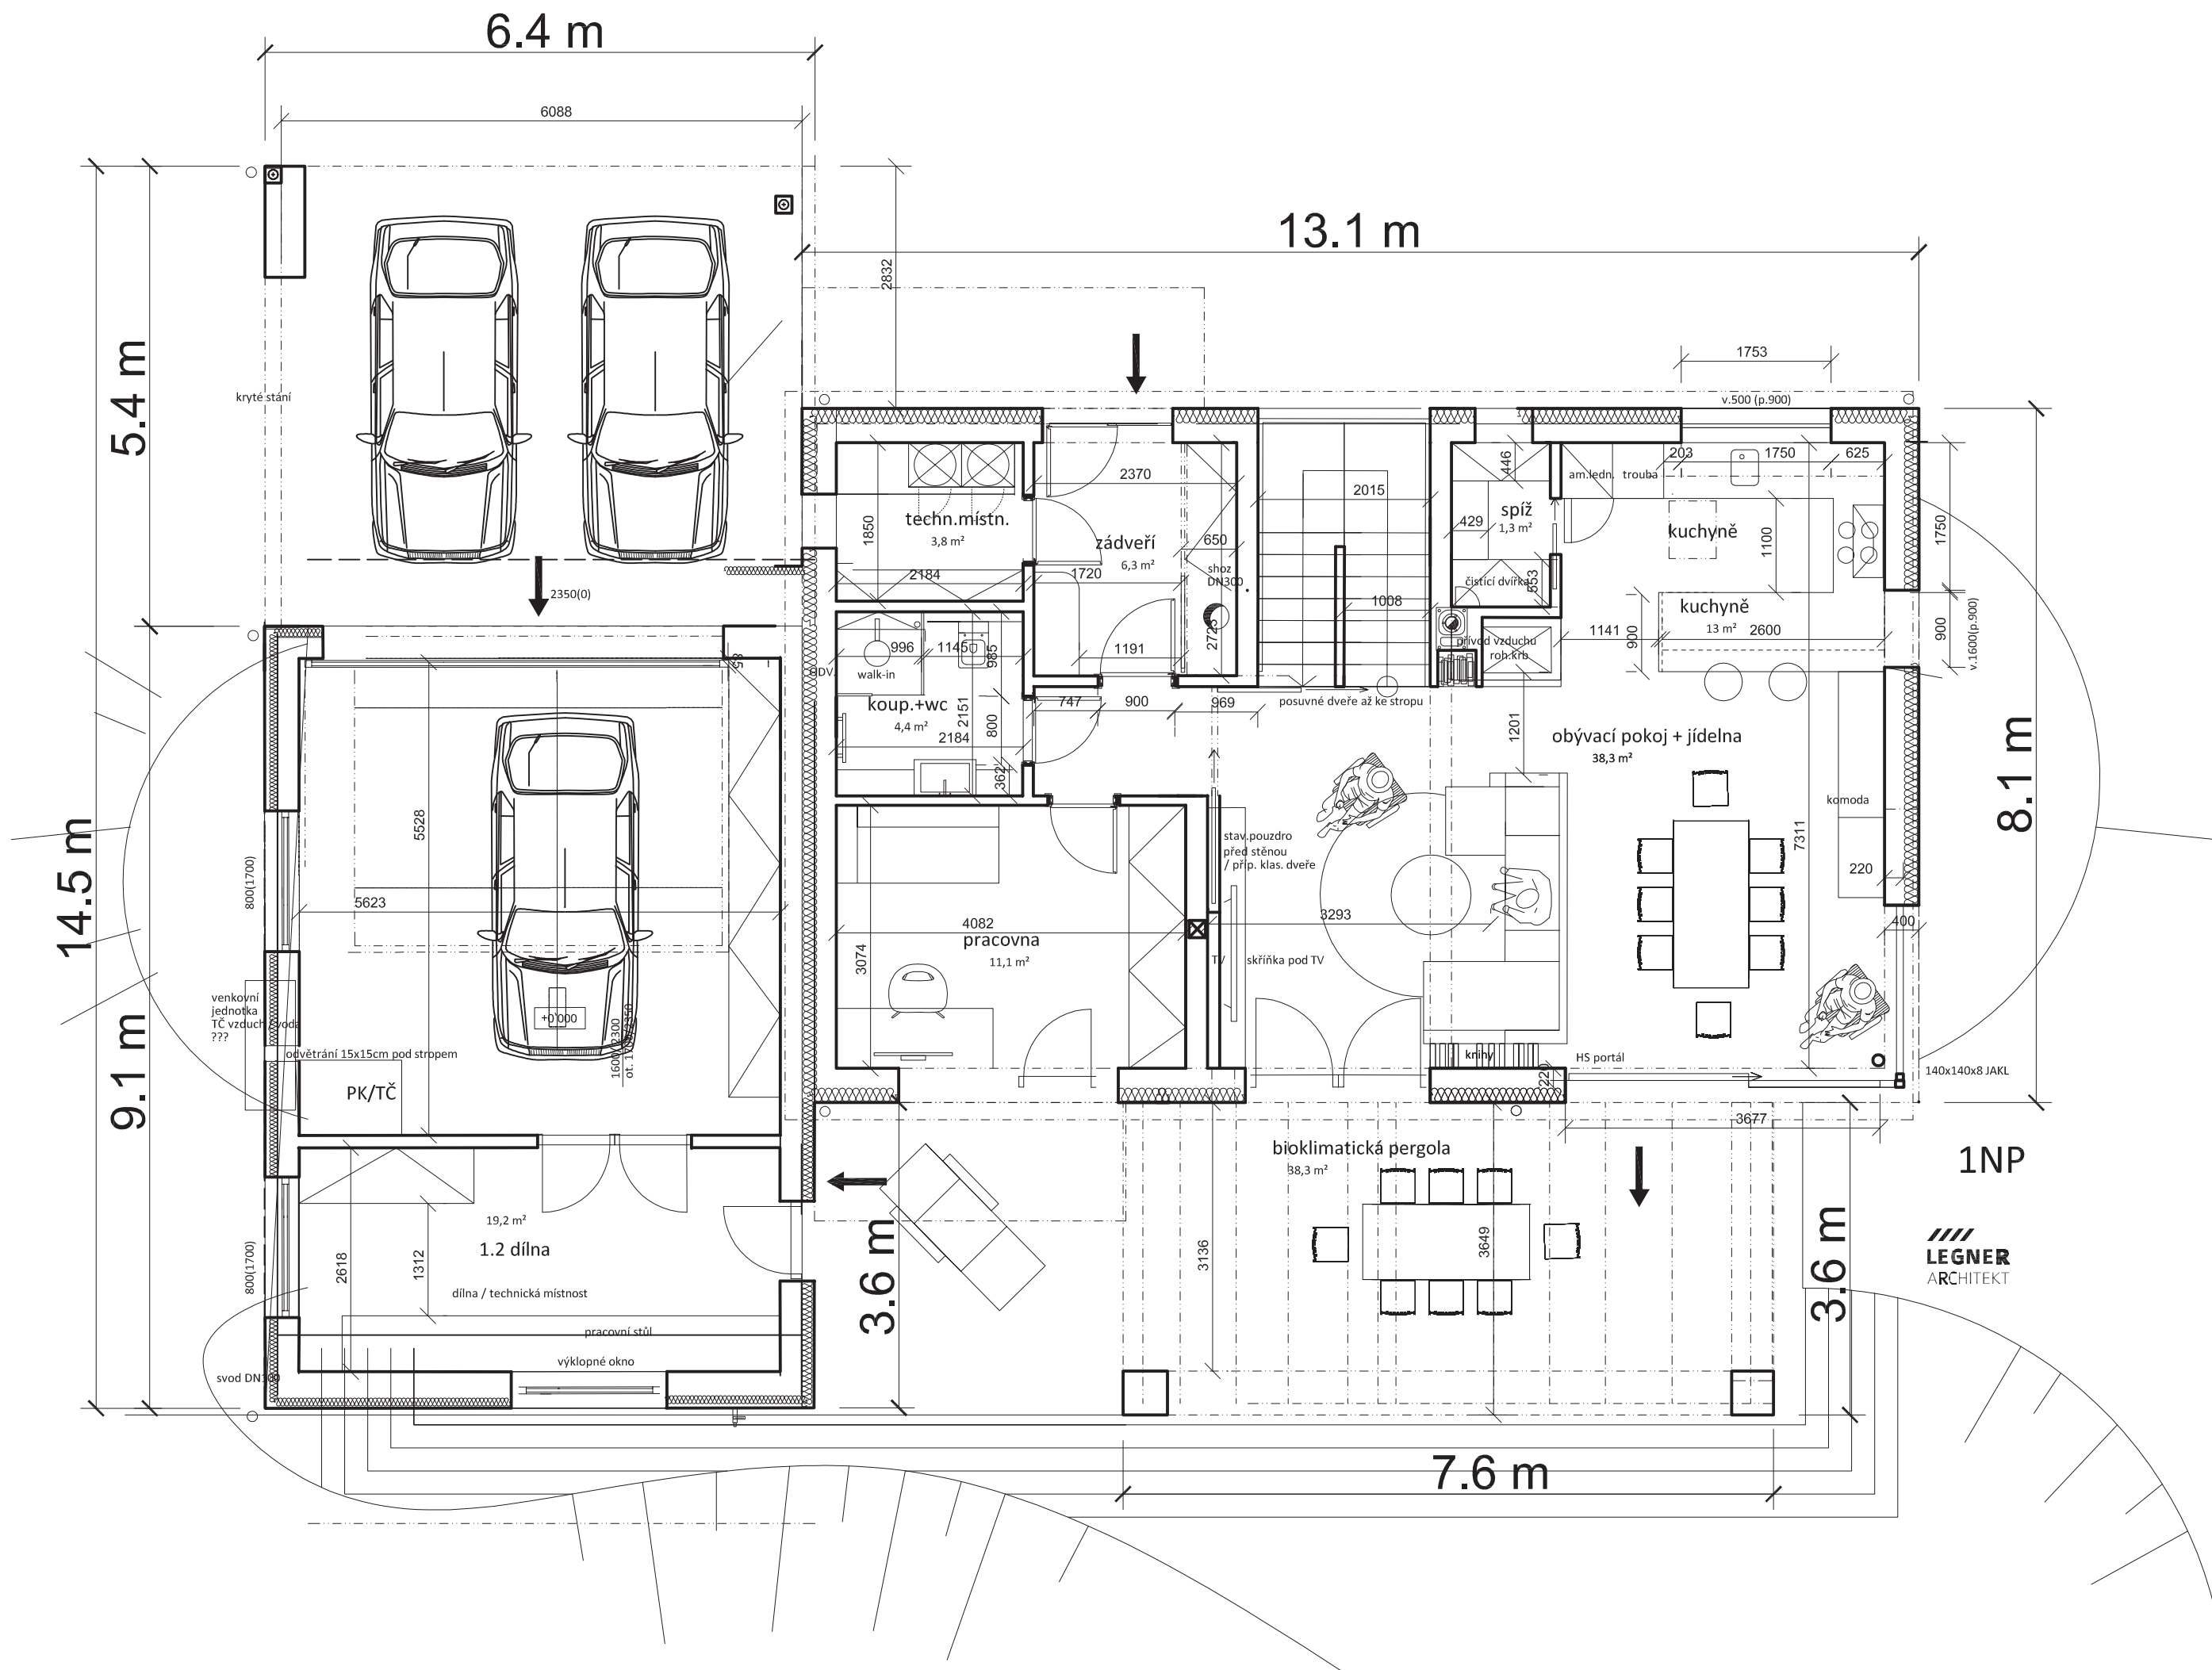 6.4 m
6088
13.1 m
2832
5.4 m
14.5 m
9.1 m
8.1 m
kryté stání
2350(0)
1753
v.500 (p.900)
2370
techn.místn.
3,8 m²
1850
2184
zádveří
6,3 m²
1720
650
shoz
DN300
2723
1191
2015
1008
446
spíž
1,3 m²
429
čistící dvířka
553
přívod vzduchu
roh.krb
am.ledn.
trouba
203
1750
625
kuchyně
1100
1750
kuchyně
13 m²
1141
900
2600
900
v.1600(p.900)
ODV.
996
1145
985
walk-in
koup.+wc
4,4 m²
2151
800
2184
362
747
900
969
posuvné dveře až ke stropu
1201
obývací pokoj + jídelna
38,3 m²
komoda
7311
220
400
stav.pouzdro
před stěnou
/ příp. klas. dveře
3293
TV
skříňka pod TV
4082
pracovna
11,1 m²
3074
knihy
HS portál
220
140x140x8 JAKL
3677
85
5528
5623
800(1700)
+0`000
venkovní
jednotka
TČ vzduch / voda
???
odvětrání 15x15cm pod stropem
PK/TČ
19,2 m²
1.2 dílna
2618
1312
dílna / technická místnost
800(1700)
pracovní stůl
výklopné okno
svod DN100
bioklimatická pergola
38,3 m²
3136
3649
3.6 m
3.6 m
7.6 m
1NP
LEGNER
ARCHITEKT